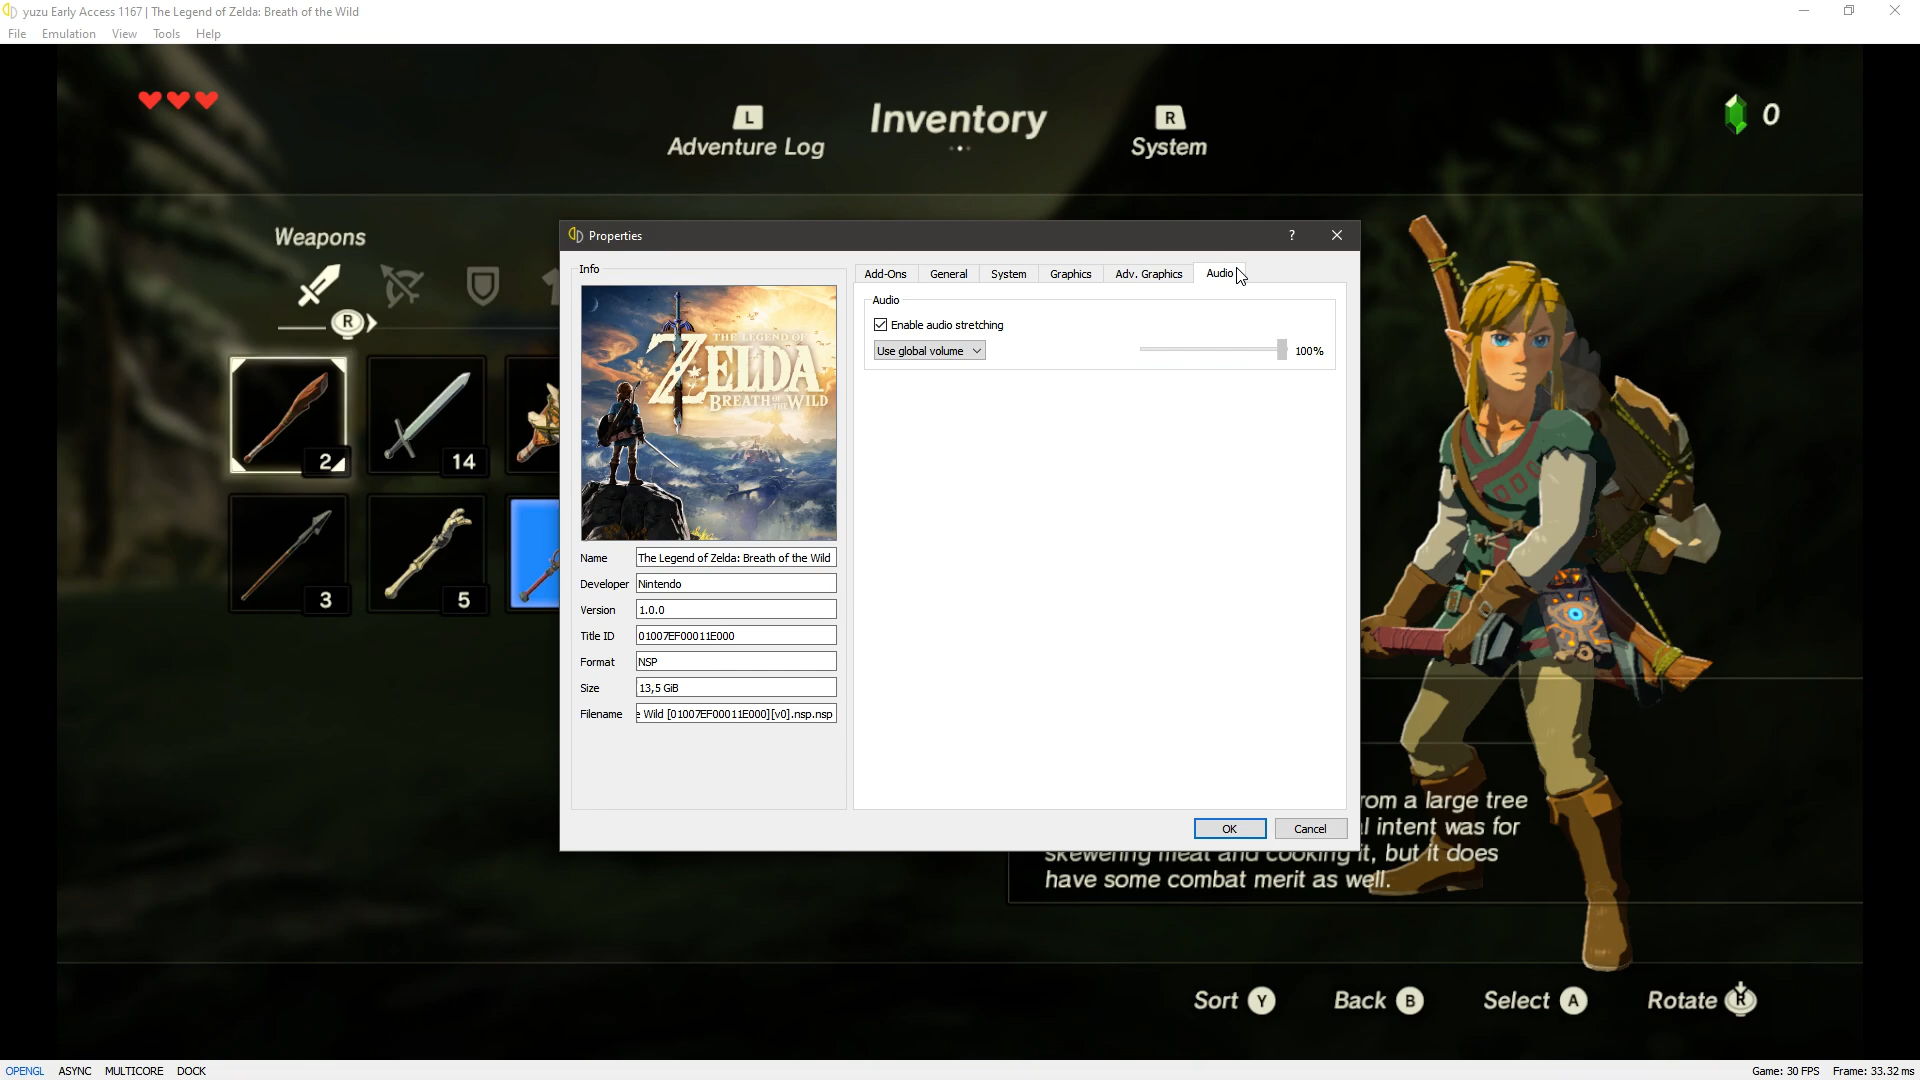 yuzu Early Access 1167 | The Legend of Zelda: Breath of the Wild
File Emulation View Tools Help
L Inventory R
Adventure Log System
0
Weapons
R
2 14
3 5
Properties ?
Info
THE LEGEND OF
ZELDA
BREATH OF THE WILD
Name The Legend of Zelda: Breath of the Wild
Developer Nintendo
Version 1.0.0
Title ID 01007EF00011E000
Format NSP
Size 13,5 GiB
Filename e Wild [01007EF00011E000][v0].nsp.nsp
Add-Ons General System Graphics Adv. Graphics Audio
Audio
Enable audio stretching
Use global volume 100%
OK Cancel
rom a large tree
l intent was for
skewering meat and cooking it, but it does
have some combat merit as well.
Sort Y Back B Select A Rotate R
OPENGL ASYNC MULTICORE DOCK Game: 30 FPS Frame: 33.32 ms